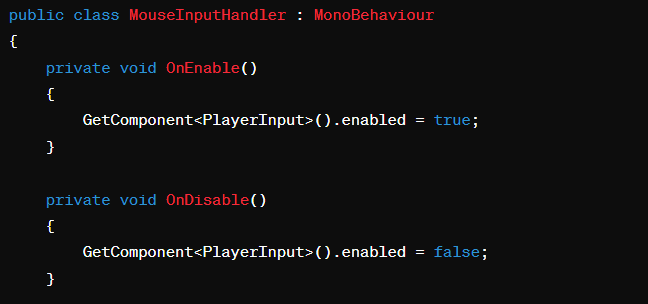 public class MouseInputHandler : MonoBehaviour
{
    private void OnEnable()
    {
        GetComponent<PlayerInput>().enabled = true;
    }

    private void OnDisable()
    {
        GetComponent<PlayerInput>().enabled = false;
    }